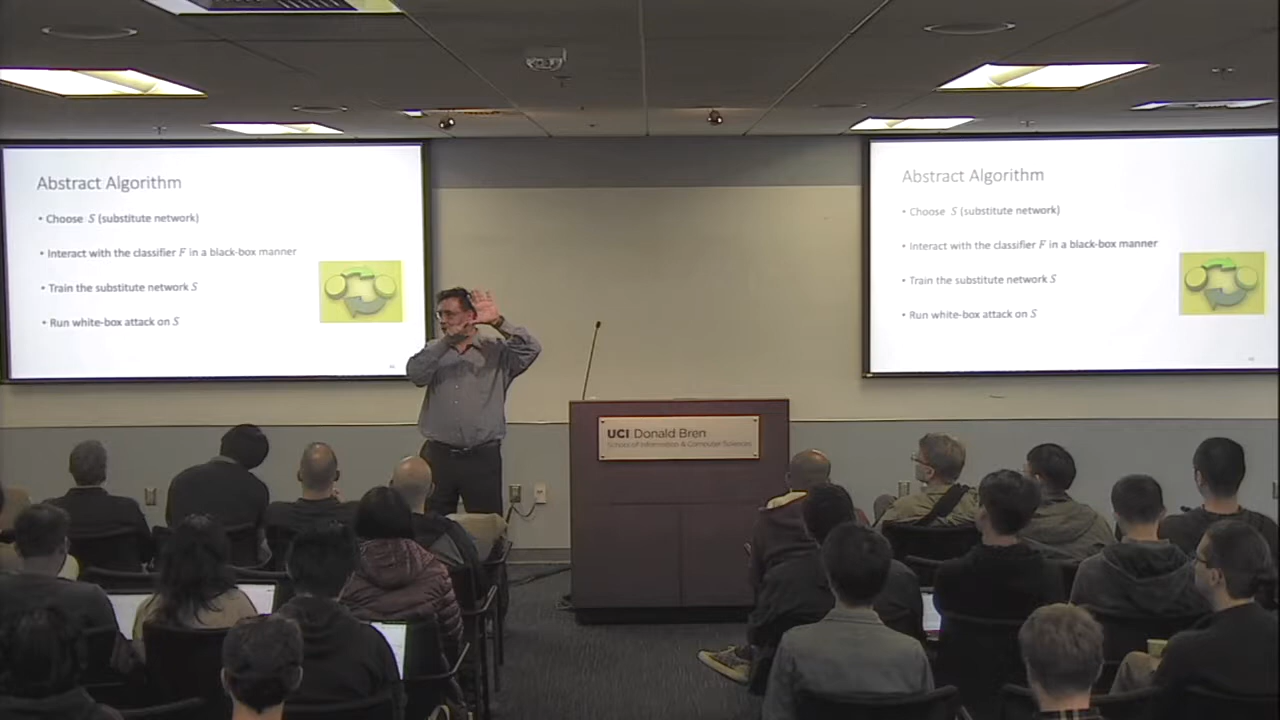 Abstract Algorithm
• Choose S (substitute network)
• Interact with the classifier F in a black-box manner
• Train the substitute network S
• Run white-box attack on S
Abstract Algorithm
• Choose S (substitute network)
• Interact with the classifier F in a black-box manner
• Train the substitute network S
• Run white-box attack on S
UCI Donald Bren
School of Information & Computer Sciences